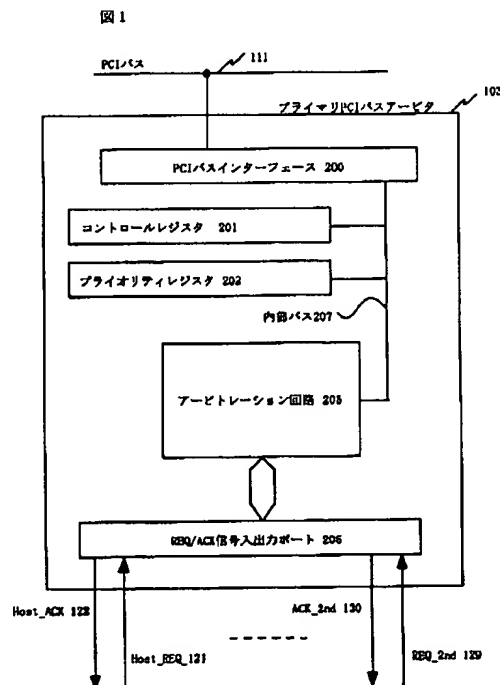 図1
PCIバス
111
103
プライマリPCIバスアービタ
PCIバスインターフェース 200
コントロールレジスタ 201
プライオリティレジスタ 202
内部バス207
アービトレーション回路 205
REQ/ACK信号入出力ポート 206
Host_ACK 122
ACK_2nd 130
Host_REQ 121
REQ_2nd 129